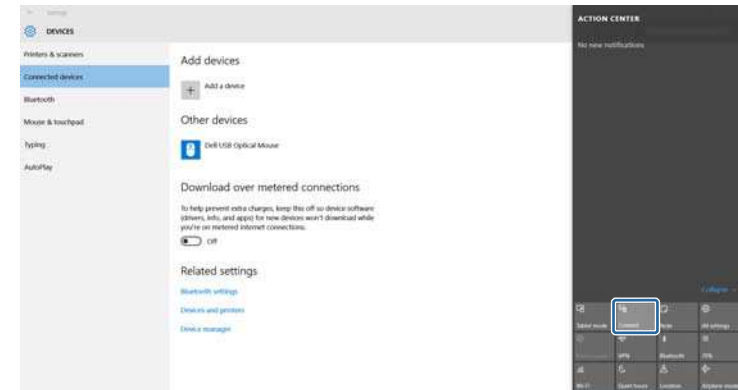 Settings
DEVICES
Printers & scanners
Connected devices
Bluetooth
Mouse & touchpad
Typing
AutoPlay
Add devices
Add a device
Other devices
Dell USB Optical Mouse
Download over metered connections
To help prevent extra charges, keep this off so device software
(drivers, info, and apps) for new devices won't download while
you're on metered internet connections.
Off
Related settings
Bluetooth settings
Devices and printers
Device manager
ACTION CENTER
No new notifications
Collapse
Tablet mode
Connect
Note
All settings
VPN
Bluetooth
70%
Wi-Fi
Quiet hours
Location
Airplane mode